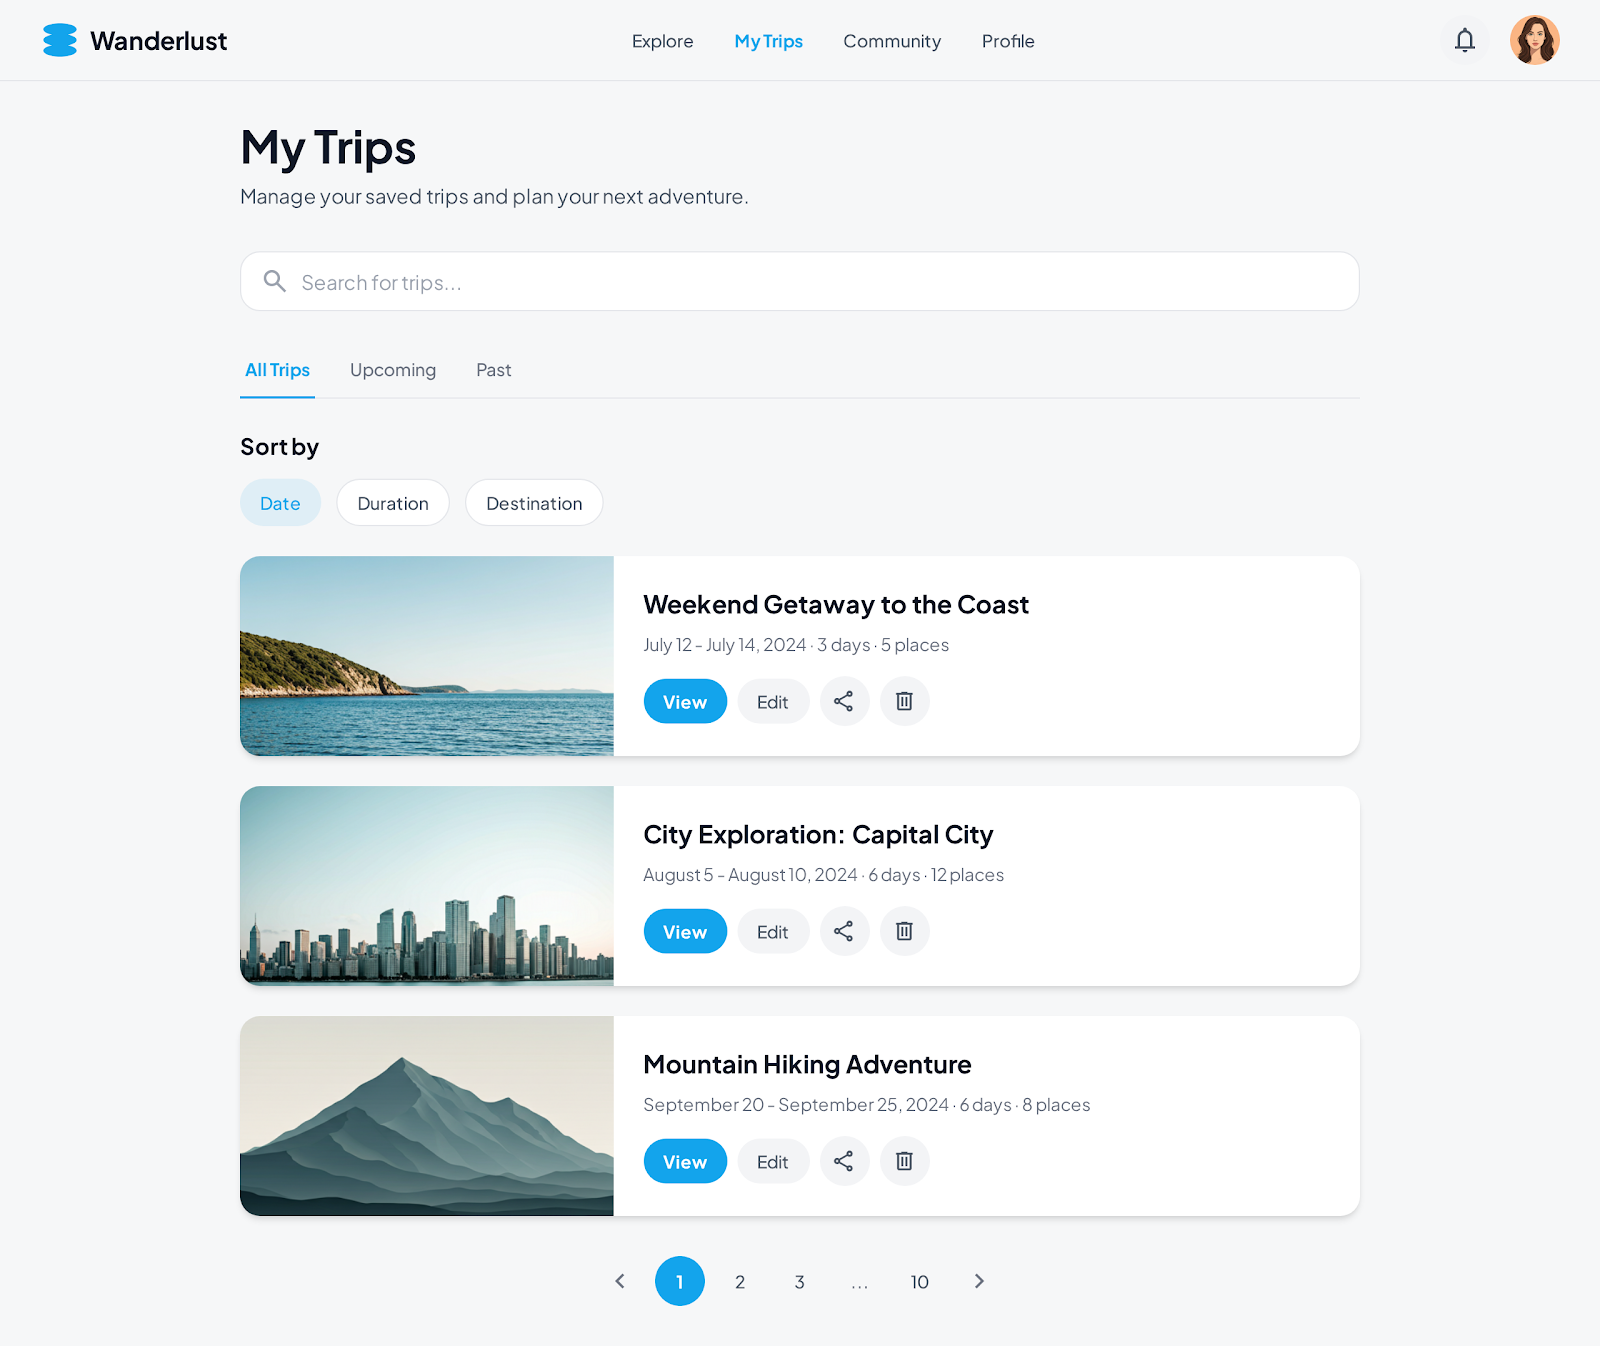 Wanderlust
Explore
My Trips
Community
Profile
My Trips
Manage your saved trips and plan your next adventure.
Search for trips...
All Trips
Upcoming
Past
Sort by
Date
Duration
Destination
Weekend Getaway to the Coast
July 12 - July 14, 2024 · 3 days · 5 places
View
Edit
City Exploration: Capital City
August 5 - August 10, 2024 · 6 days · 12 places
View
Edit
Mountain Hiking Adventure
September 20 - September 25, 2024 · 6 days · 8 places
View
Edit
1
2
3
...
10